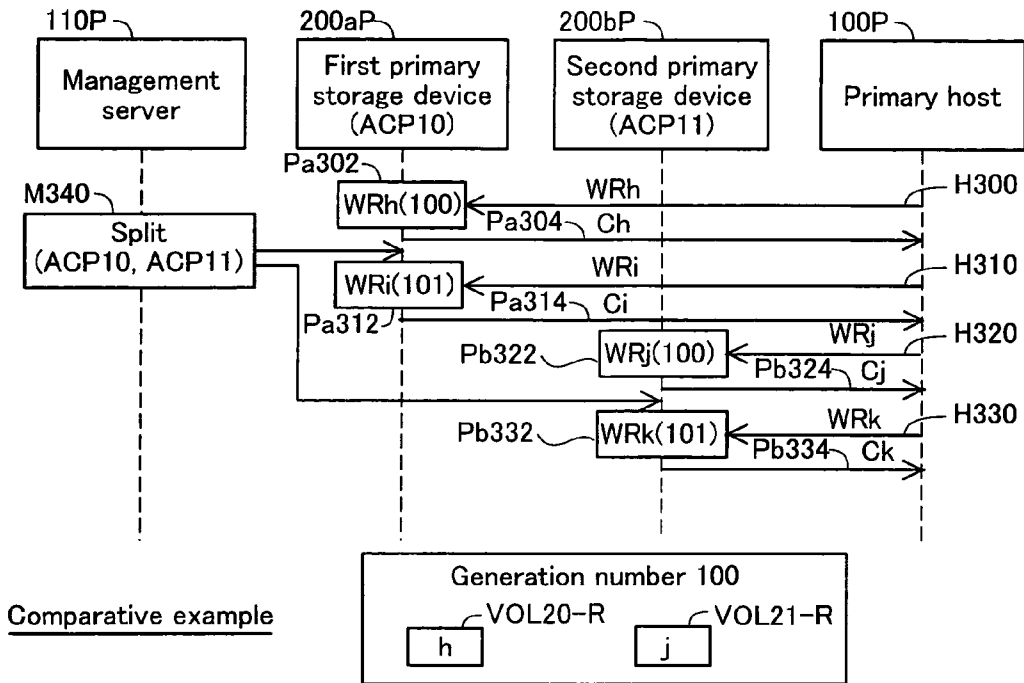 110P
200aP
200bP
100P
Management
server
First primary
storage device
(ACP10)
Second primary
storage device
(ACP11)
Primary host
Pa302
WRh(100)
WRh
H300
M340
Split
(ACP10, ACP11)
Pa304
Ch
WRi(101)
WRi
H310
Pa312
Pa314
Ci
Pb322
WRj(100)
WRj
H320
Pb324
Cj
Pb332
WRk(101)
WRk
H330
Pb334
Ck
Generation number 100
Comparative example
VOL20-R
h
VOL21-R
j